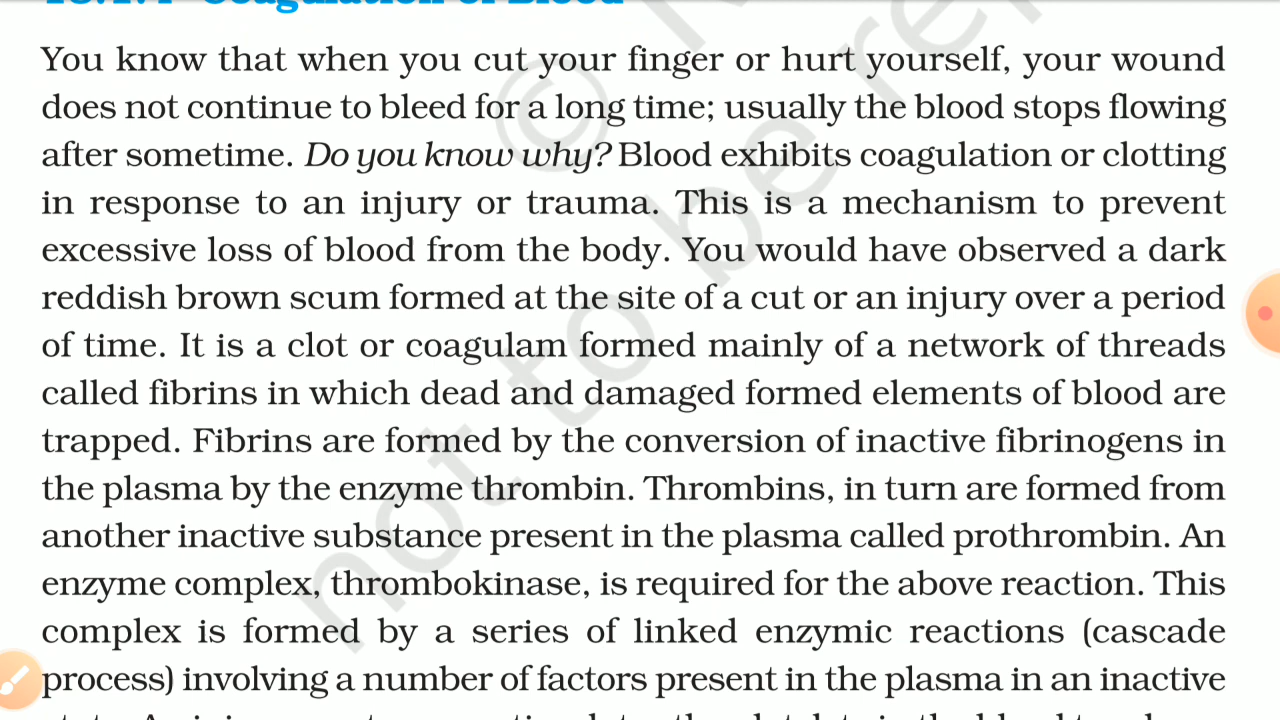 Coagulation of Blood
You know that when you cut your finger or hurt yourself, your wound
does not continue to bleed for a long time; usually the blood stops flowing
after sometime. Do you know why? Blood exhibits coagulation or clotting
in response to an injury or trauma. This is a mechanism to prevent
excessive loss of blood from the body. You would have observed a dark
reddish brown scum formed at the site of a cut or an injury over a period
of time. It is a clot or coagulam formed mainly of a network of threads
called fibrins in which dead and damaged formed elements of blood are
trapped. Fibrins are formed by the conversion of inactive fibrinogens in
the plasma by the enzyme thrombin. Thrombins, in turn are formed from
another inactive substance present in the plasma called prothrombin. An
enzyme complex, thrombokinase, is required for the above reaction. This
complex is formed by a series of linked enzymic reactions (cascade
process) involving a number of factors present in the plasma in an inactive
not to be
©